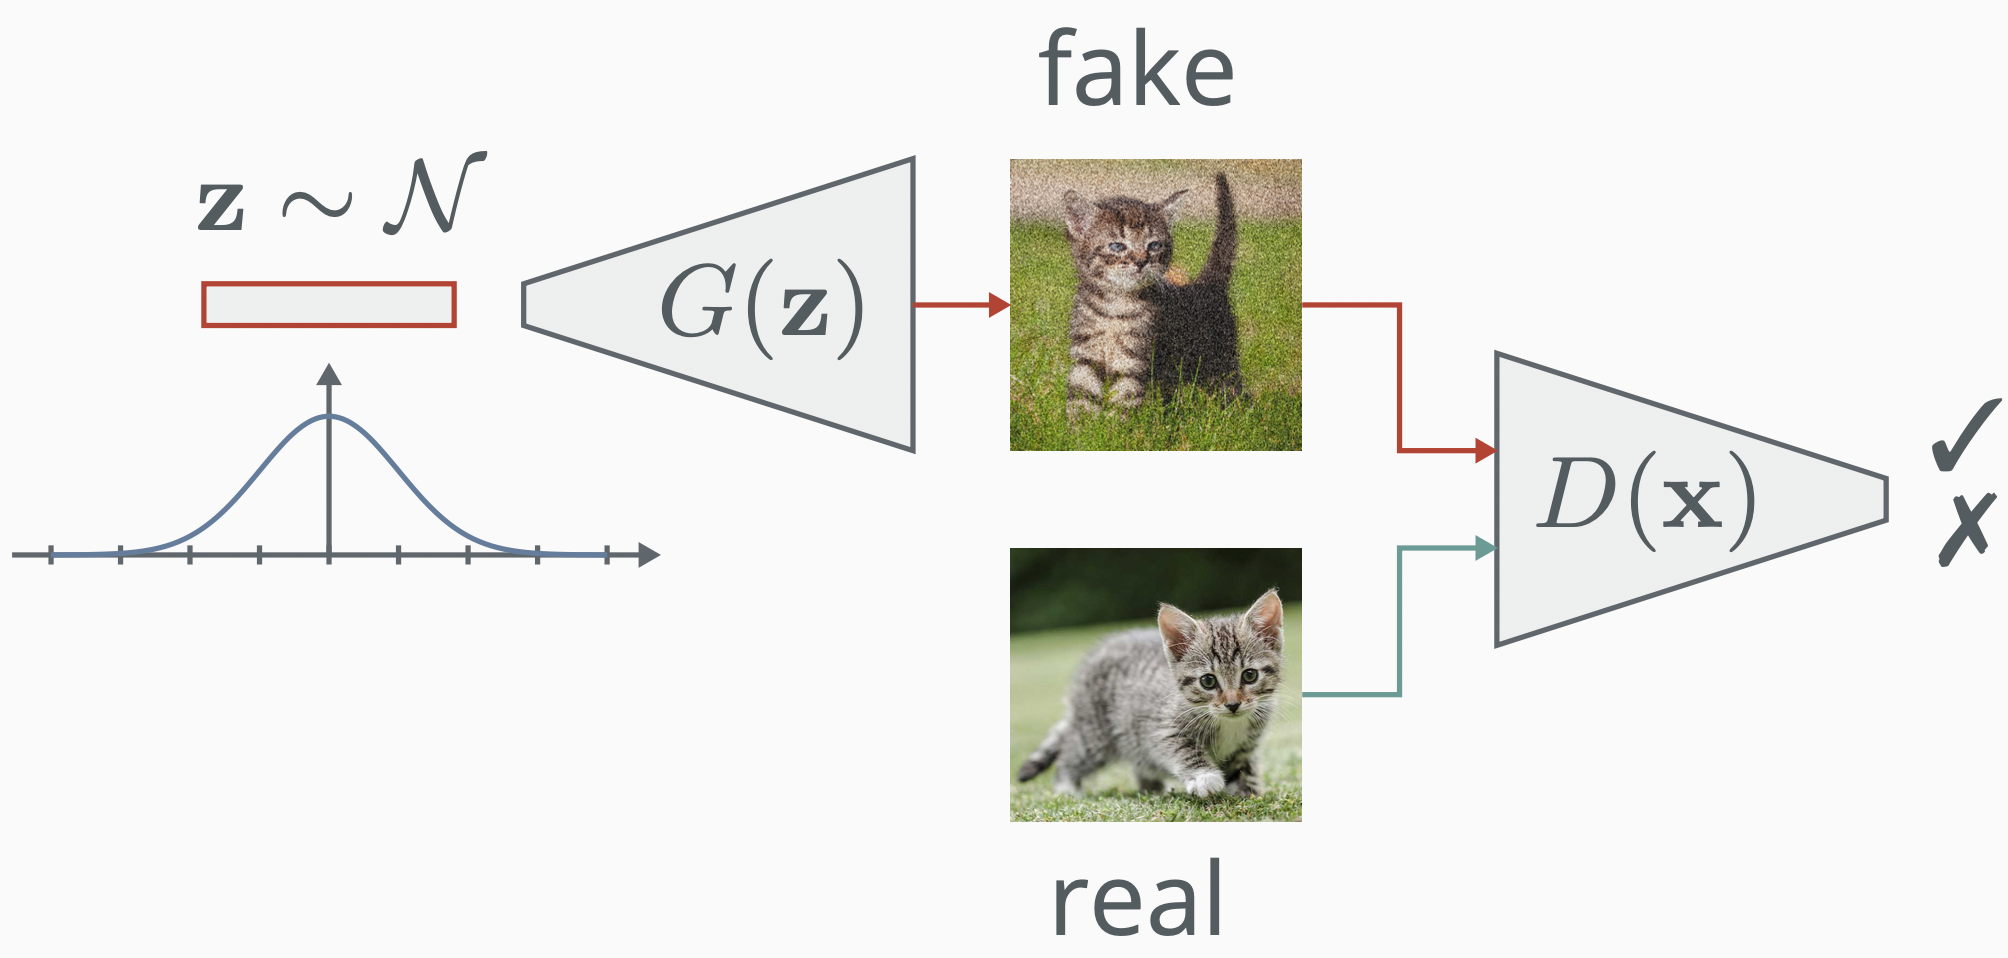 fake
z ∼ 𝒩
G(z)
D(x)
✓
✗
real